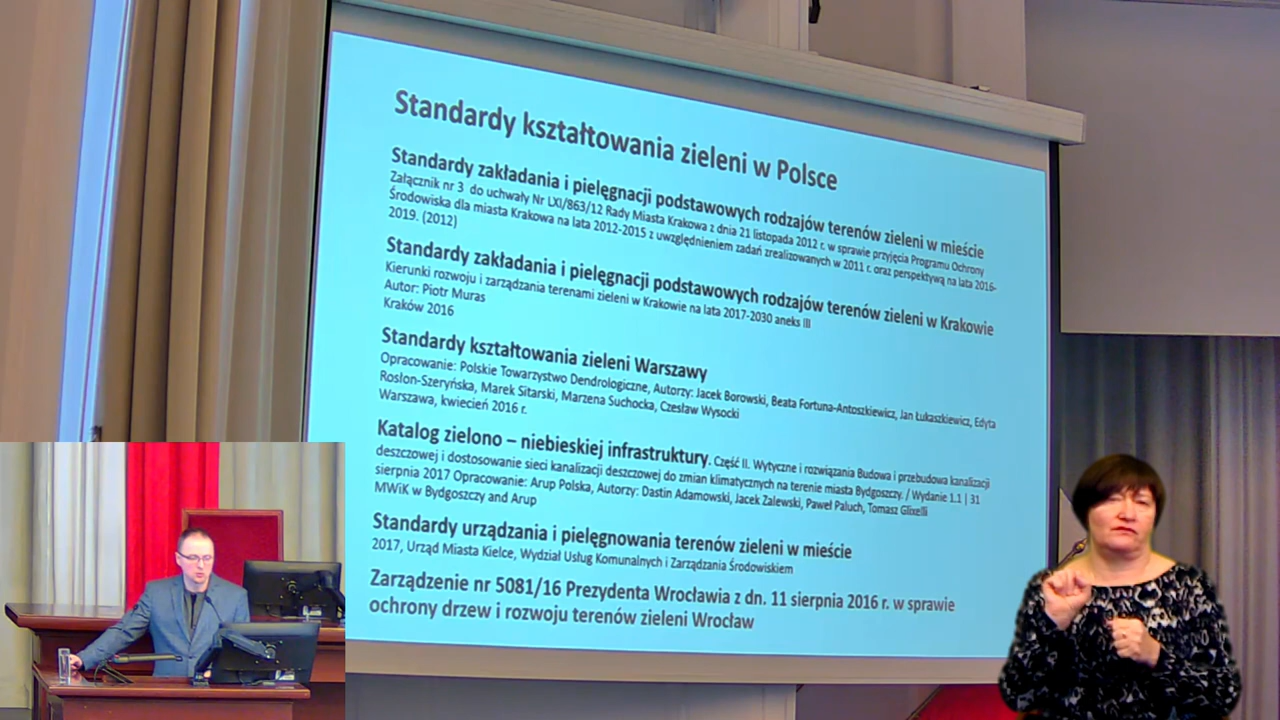 Standardy kształtowania zieleni w Polsce
Standardy zakładania i pielęgnacji podstawowych rodzajów terenów zieleni w mieście
Załącznik nr 3 do uchwały Nr LXI/863/12 Rady Miasta Krakowa z dnia 21 listopada 2012 r. w sprawie przyjęcia Programu Ochrony
Środowiska dla miasta Krakowa na lata 2012-2015 z uwzględnieniem zadań zrealizowanych w 2011 r. oraz perspektywą na lata 2016-
2019. (2012)
Standardy zakładania i pielęgnacji podstawowych rodzajów terenów zieleni w Krakowie
Kierunki rozwoju i zarządzania terenami zieleni w Krakowie na lata 2017-2030 aneks III
Autor: Piotr Muras
Kraków 2016
Standardy kształtowania zieleni Warszawy
Opracowanie: Polskie Towarzystwo Dendrologiczne, Autorzy: Jacek Borowski, Beata Fortuna-Antoszkiewicz, Jan Łukaszkiewicz, Edyta
Rosłon-Szeryńska, Marek Sitarski, Marzena Suchocka, Czesław Wysocki
Warszawa, kwiecień 2016 r.
Katalog zielono – niebieskiej infrastruktury. Część II. Wytyczne i rozwiązania Budowa i przebudowa kanalizacji
deszczowej i dostosowanie sieci kanalizacji deszczowej do zmian klimatycznych na terenie miasta Bydgoszczy. / Wydanie 1.1 | 31
sierpnia 2017 Opracowanie: Arup Polska, Autorzy: Dastin Adamowski, Jacek Zalewski, Paweł Paluch, Tomasz Glixelli
MWiK w Bydgoszczy and Arup
Standardy urządzania i pielęgnowania terenów zieleni w mieście
2017, Urząd Miasta Kielce, Wydział Usług Komunalnych i Zarządzania Środowiskiem
Zarządzenie nr 5081/16 Prezydenta Wrocławia z dn. 11 sierpnia 2016 r. w sprawie
ochrony drzew i rozwoju terenów zieleni Wrocław